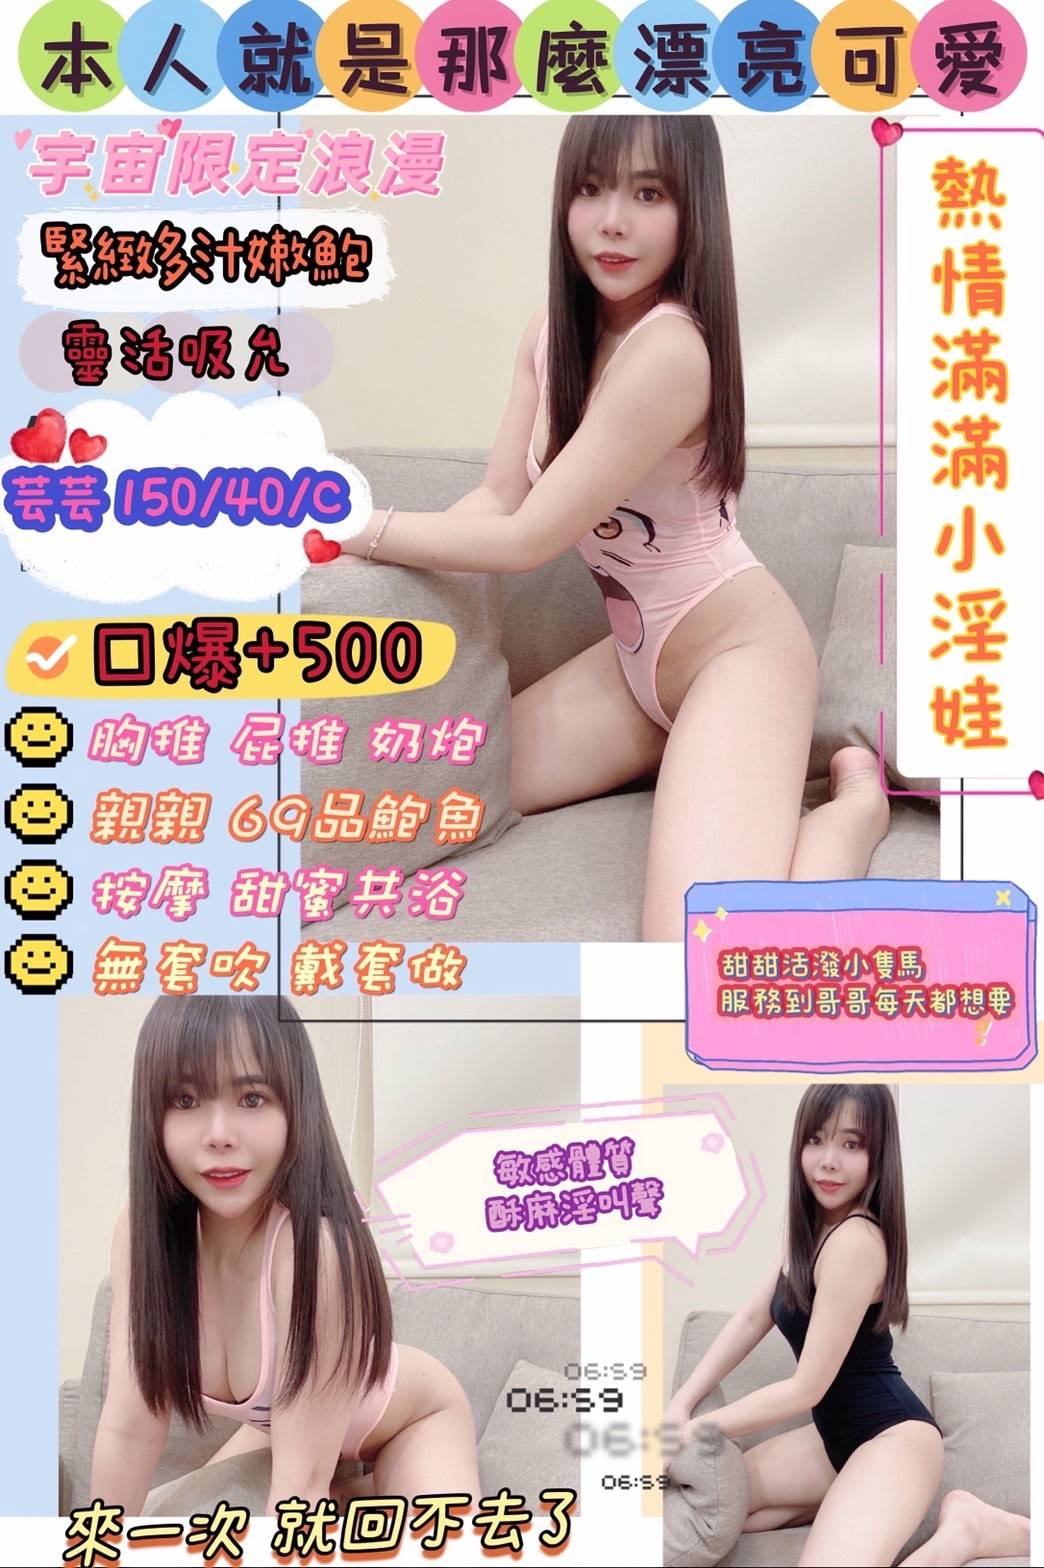 本人就是那麼漂亮可愛
宇宙限定浪漫
緊緻多汁嫩鮑
靈活吸允
芸芸 150/40/C
熱情滿滿小淫娃
口爆+500
胸推 屁推 奶炮
親親 69品鮑魚
按摩 甜蜜共浴
無套吹 戴套做
甜甜活潑小隻馬
服務到哥哥每天都想要
敏感體質
酥麻淫叫聲
06:59
06:59
06:59
06:59
來一次 就回不去了